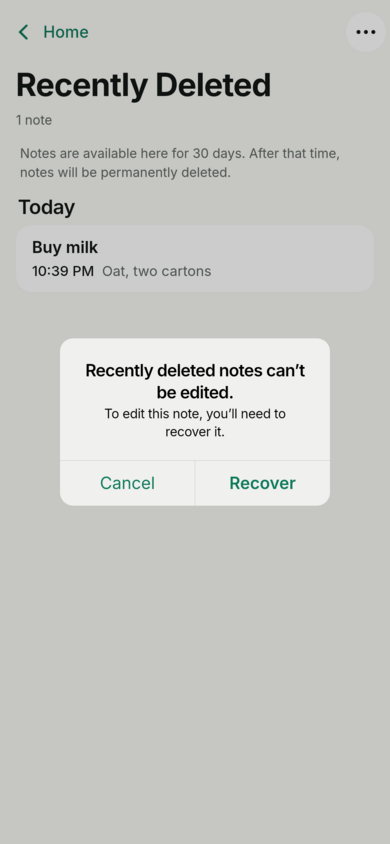 Home
Recently Deleted
1 note
Notes are available here for 30 days. After that time,
notes will be permanently deleted.
Today
Buy milk
10:39 PM Oat, two cartons
Recently deleted notes can’t
be edited.
To edit this note, you’ll need to
recover it.
Cancel Recover